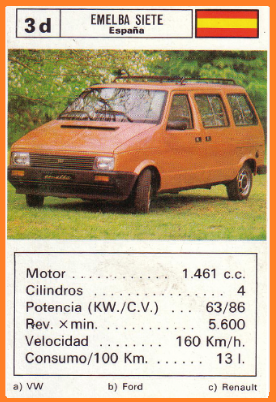 3d
EMELBA SIETE
España
emelba
Motor ........... 1.461 c.c.
Cilindros ................. 4
Potencia (KW./C.V.) ... 63/86
Rev. × min. ........... 5.600
Velocidad ....... 160 Km/h.
Consumo/100 Km. ...... 13 l.
a) VW b) Ford c) Renault